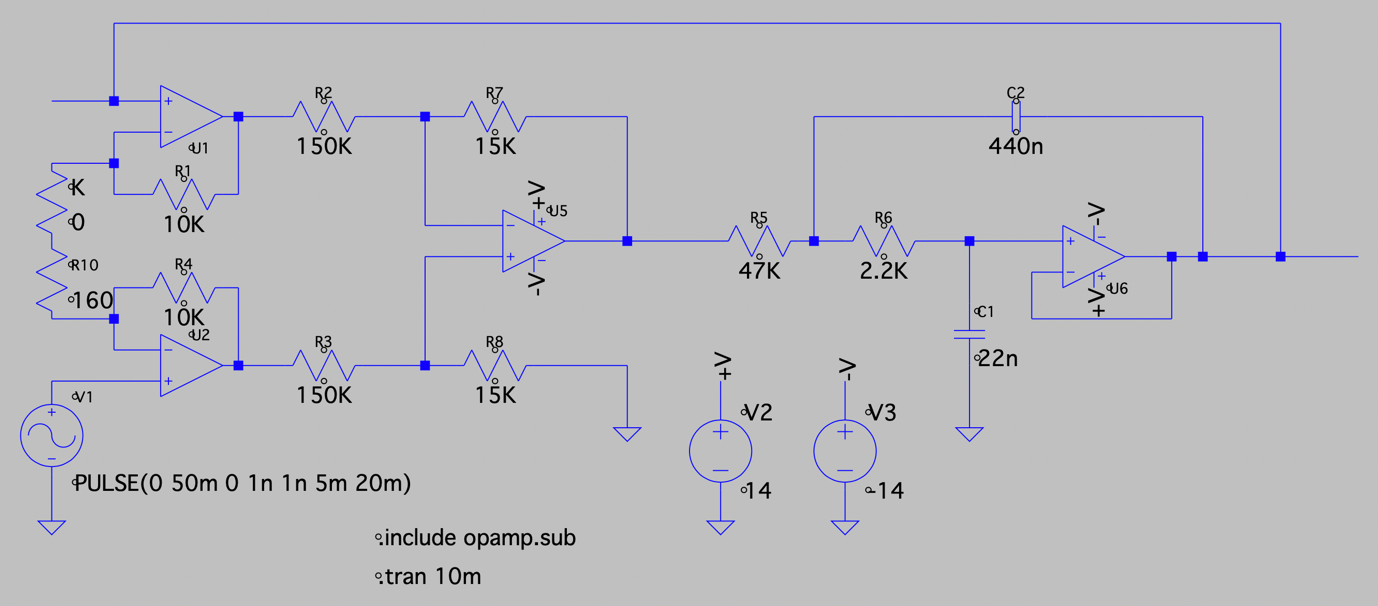 R2
150K
R7
15K
C2
440n
+
−
U1
R1
10K
K
0
R10
160
R4
10K
U2
−
+
+V
U5
+
−
+
−
-V
R5
47K
R6
2.2K
-V
−
+
−
+
+V
U6
C1
22n
R3
150K
R8
15K
V1
+
−
PULSE(0 50m 0 1n 1n 5m 20m)
+V
V2
+
−
14
-V
V3
+
−
-14
.include opamp.sub
.tran 10m